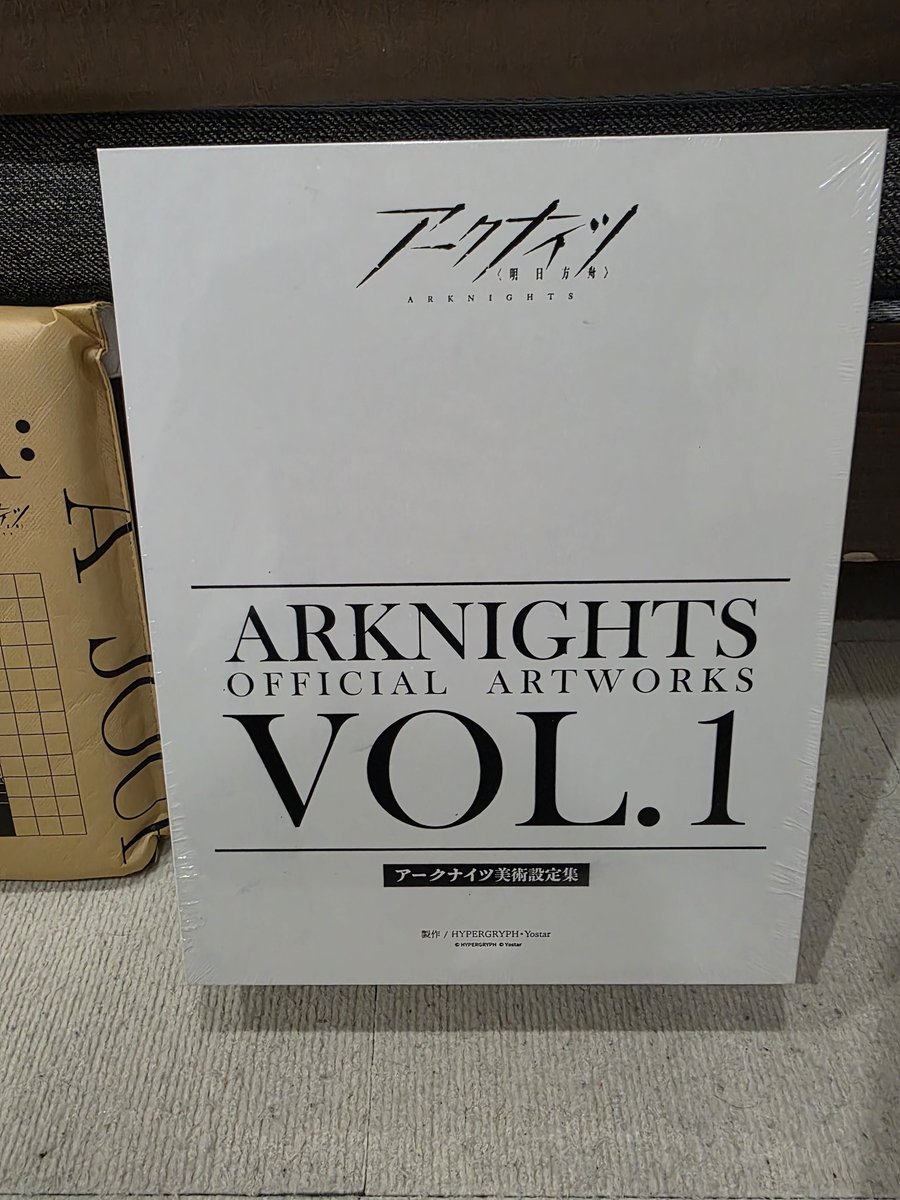 アークナイツ
〈明日方舟〉
ARKNIGHTS
ARKNIGHTS
OFFICIAL ARTWORKS
VOL.1
アークナイツ美術設定集
製作 / HYPERGRYPH・Yostar
© HYPERGRYPH © Yostar
A JOU